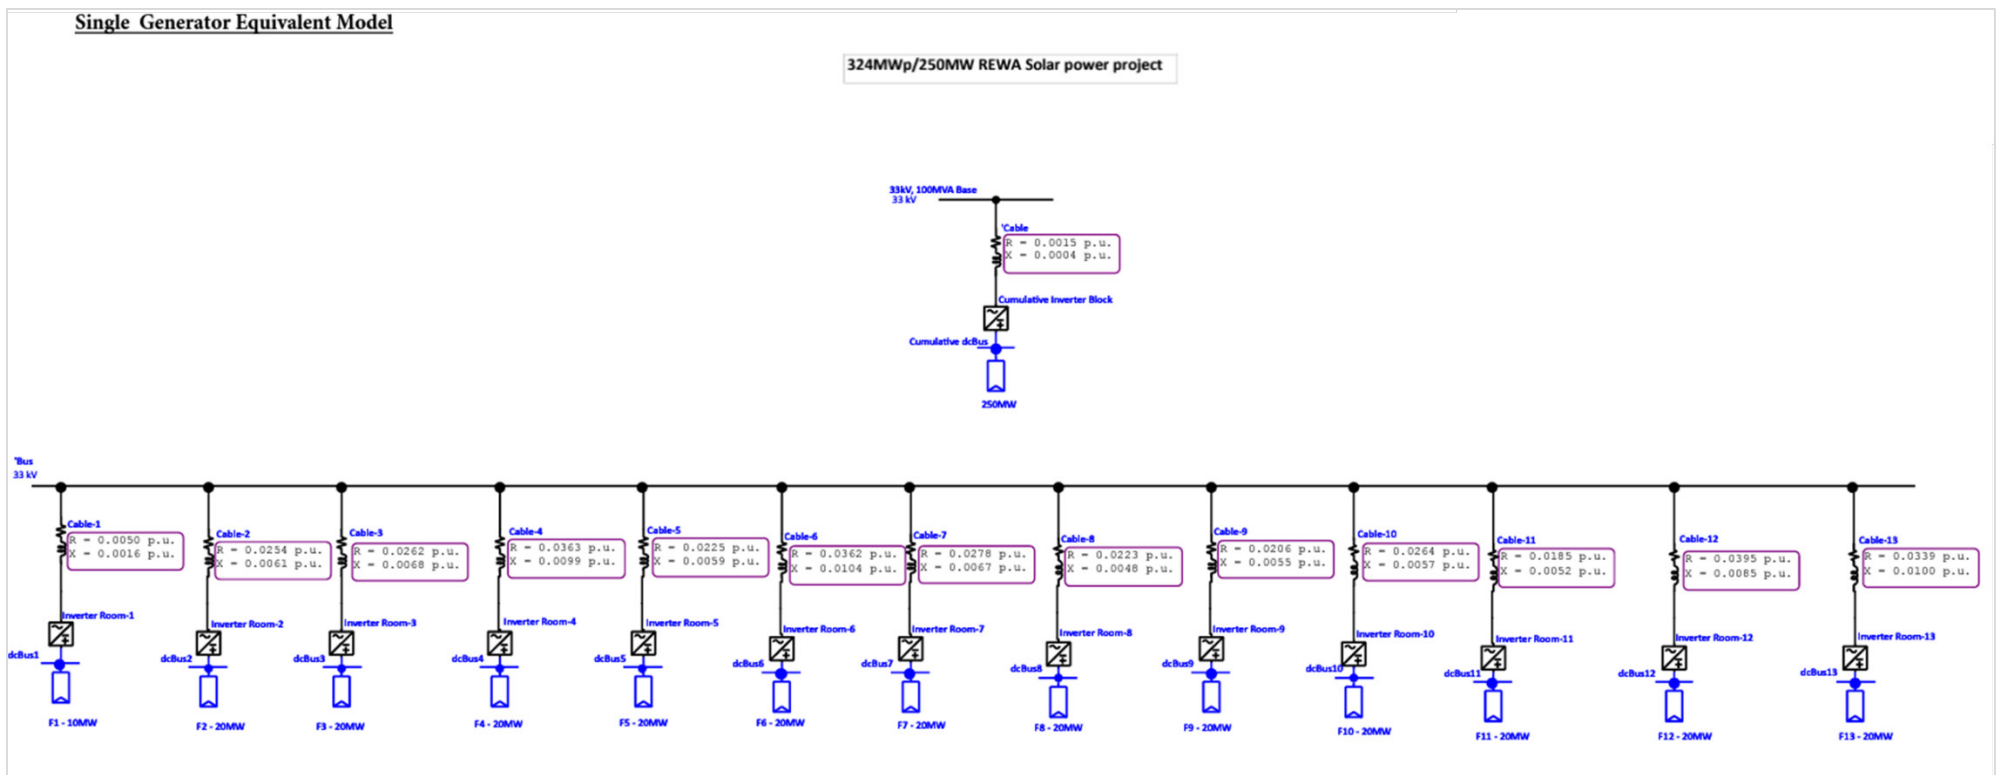 Single Generator Equivalent Model
324MWp/250MW REWA Solar power project
33kV, 100MVA Base
33 kV
'Cable
R = 0.0015 p.u.
X = 0.0004 p.u.
Cumulative Inverter Block
Cumulative dcBus
250MW
'Bus
33 kV
Cable-1
R = 0.0050 p.u.
X = 0.0016 p.u.
Inverter Room-1
dcBus1
F1 - 10MW
Cable-2
R = 0.0254 p.u.
X = 0.0061 p.u.
Inverter Room-2
dcBus2
F2 - 20MW
Cable-3
R = 0.0262 p.u.
X = 0.0068 p.u.
Inverter Room-3
dcBus3
F3 - 20MW
Cable-4
R = 0.0363 p.u.
X = 0.0099 p.u.
Inverter Room-4
dcBus4
F4 - 20MW
Cable-5
R = 0.0225 p.u.
X = 0.0059 p.u.
Inverter Room-5
dcBus5
F5 - 20MW
Cable-6
R = 0.0362 p.u.
X = 0.0104 p.u.
Inverter Room-6
dcBus6
F6 - 20MW
Cable-7
R = 0.0278 p.u.
X = 0.0067 p.u.
Inverter Room-7
dcBus7
F7 - 20MW
Cable-8
R = 0.0223 p.u.
X = 0.0048 p.u.
Inverter Room-8
dcBus8
F8 - 20MW
Cable-9
R = 0.0206 p.u.
X = 0.0055 p.u.
Inverter Room-9
dcBus9
F9 - 20MW
Cable-10
R = 0.0264 p.u.
X = 0.0057 p.u.
Inverter Room-10
dcBus10
F10 - 20MW
Cable-11
R = 0.0185 p.u.
X = 0.0052 p.u.
Inverter Room-11
dcBus11
F11 - 20MW
Cable-12
R = 0.0395 p.u.
X = 0.0085 p.u.
Inverter Room-12
dcBus12
F12 - 20MW
Cable-13
R = 0.0339 p.u.
X = 0.0100 p.u.
Inverter Room-13
dcBus13
F13 - 20MW